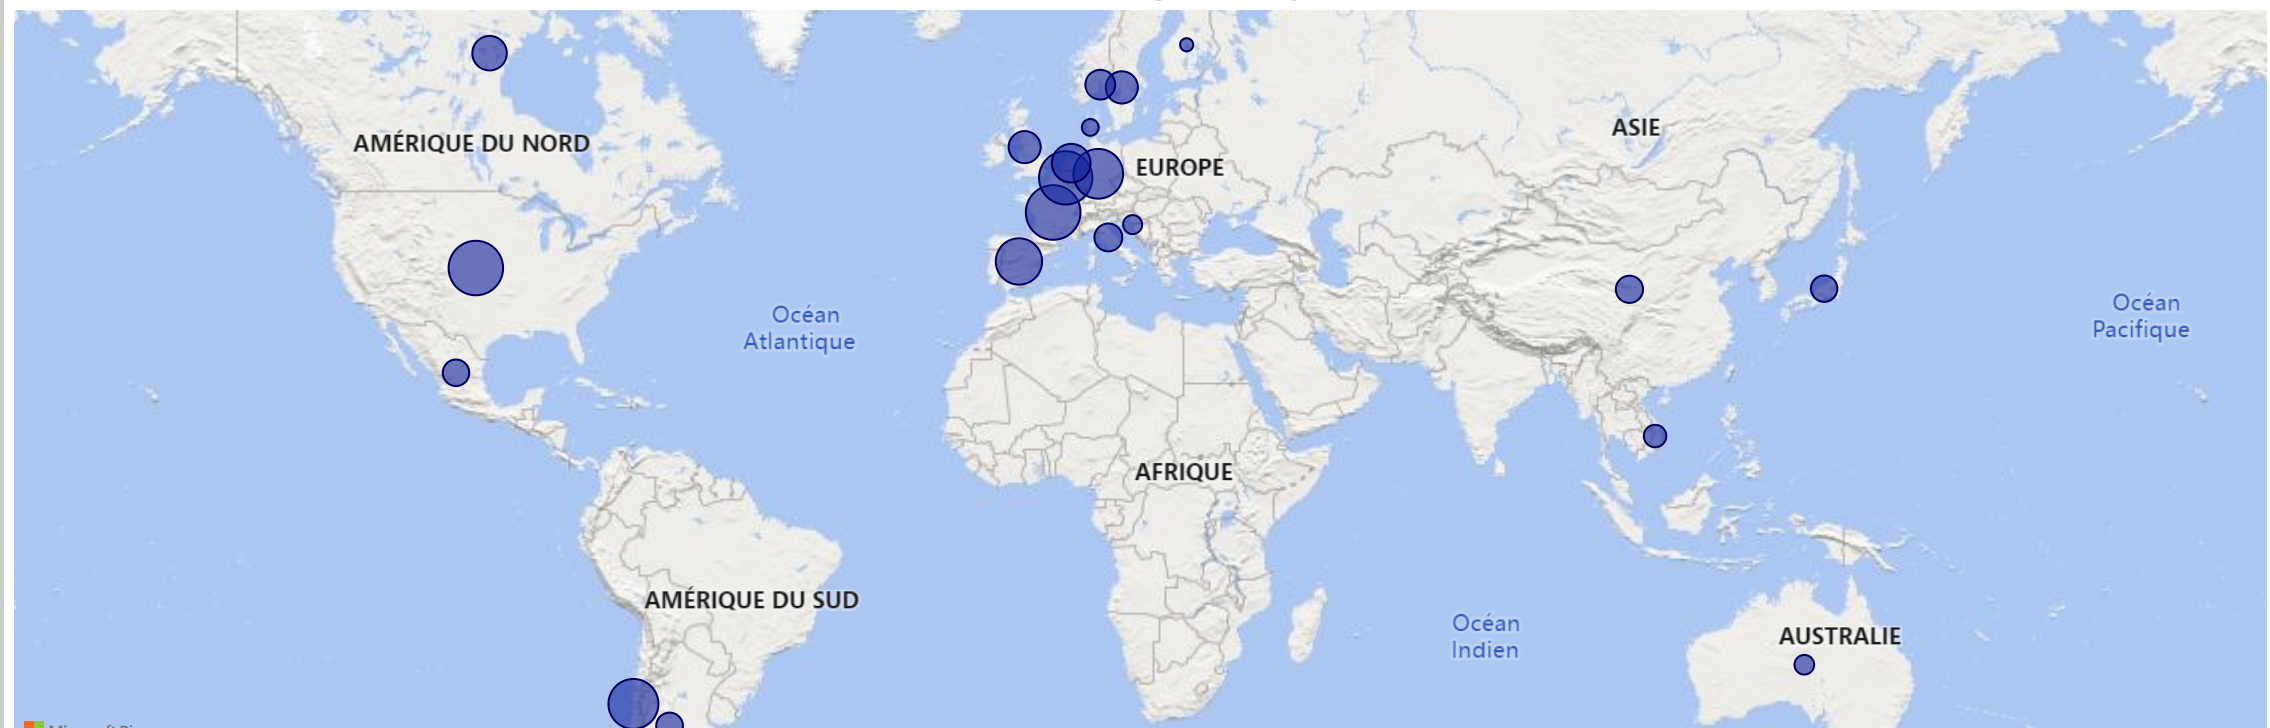 AMÉRIQUE DU NORD
ASIE
EUROPE
Océan
Atlantique
Océan
Pacifique
AFRIQUE
AMÉRIQUE DU SUD
Océan
Indien
AUSTRALIE